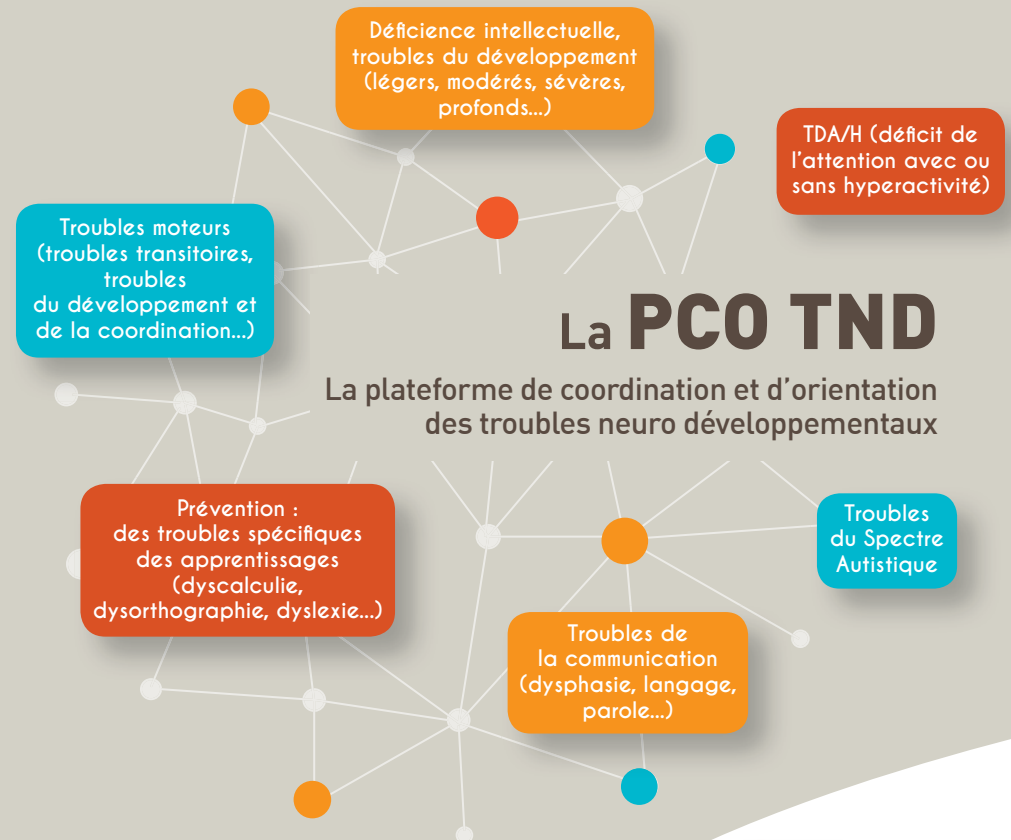 Déficience intellectuelle,
troubles du développement
(légers, modérés, sévères,
profonds...)
TDA/H (déficit de
l'attention avec ou
sans hyperactivité)
Troubles moteurs
(troubles transitoires,
troubles
du développement et
de la coordination...)
La PCO TND
La plateforme de coordination et d'orientation
des troubles neuro développementaux
Prévention :
des troubles spécifiques
des apprentissages
(dyscalculie,
dysorthographie, dyslexie...)
Troubles
du Spectre
Autistique
Troubles de
la communication
(dysphasie, langage,
parole...)